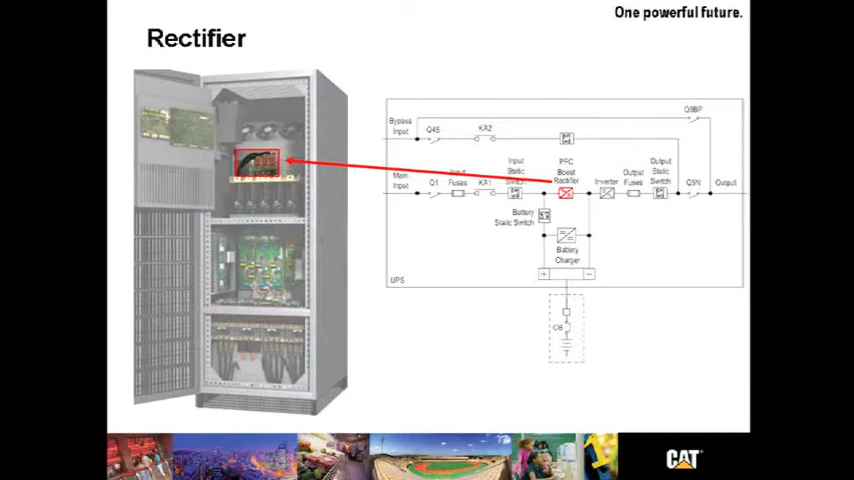 One powerful future.
Rectifier
Q3BP
Bypass
Input
Q4S
KA2
Main
Input
Q1
Input
Fuses
KA1
Input
Static
Switch
PFC
Boost
Rectifier
Inverter
Output
Fuses
Output
Static
Switch
Q5N
Output
Battery
Static Switch
Battery
Charger
+
−
UPS
CB
CAT